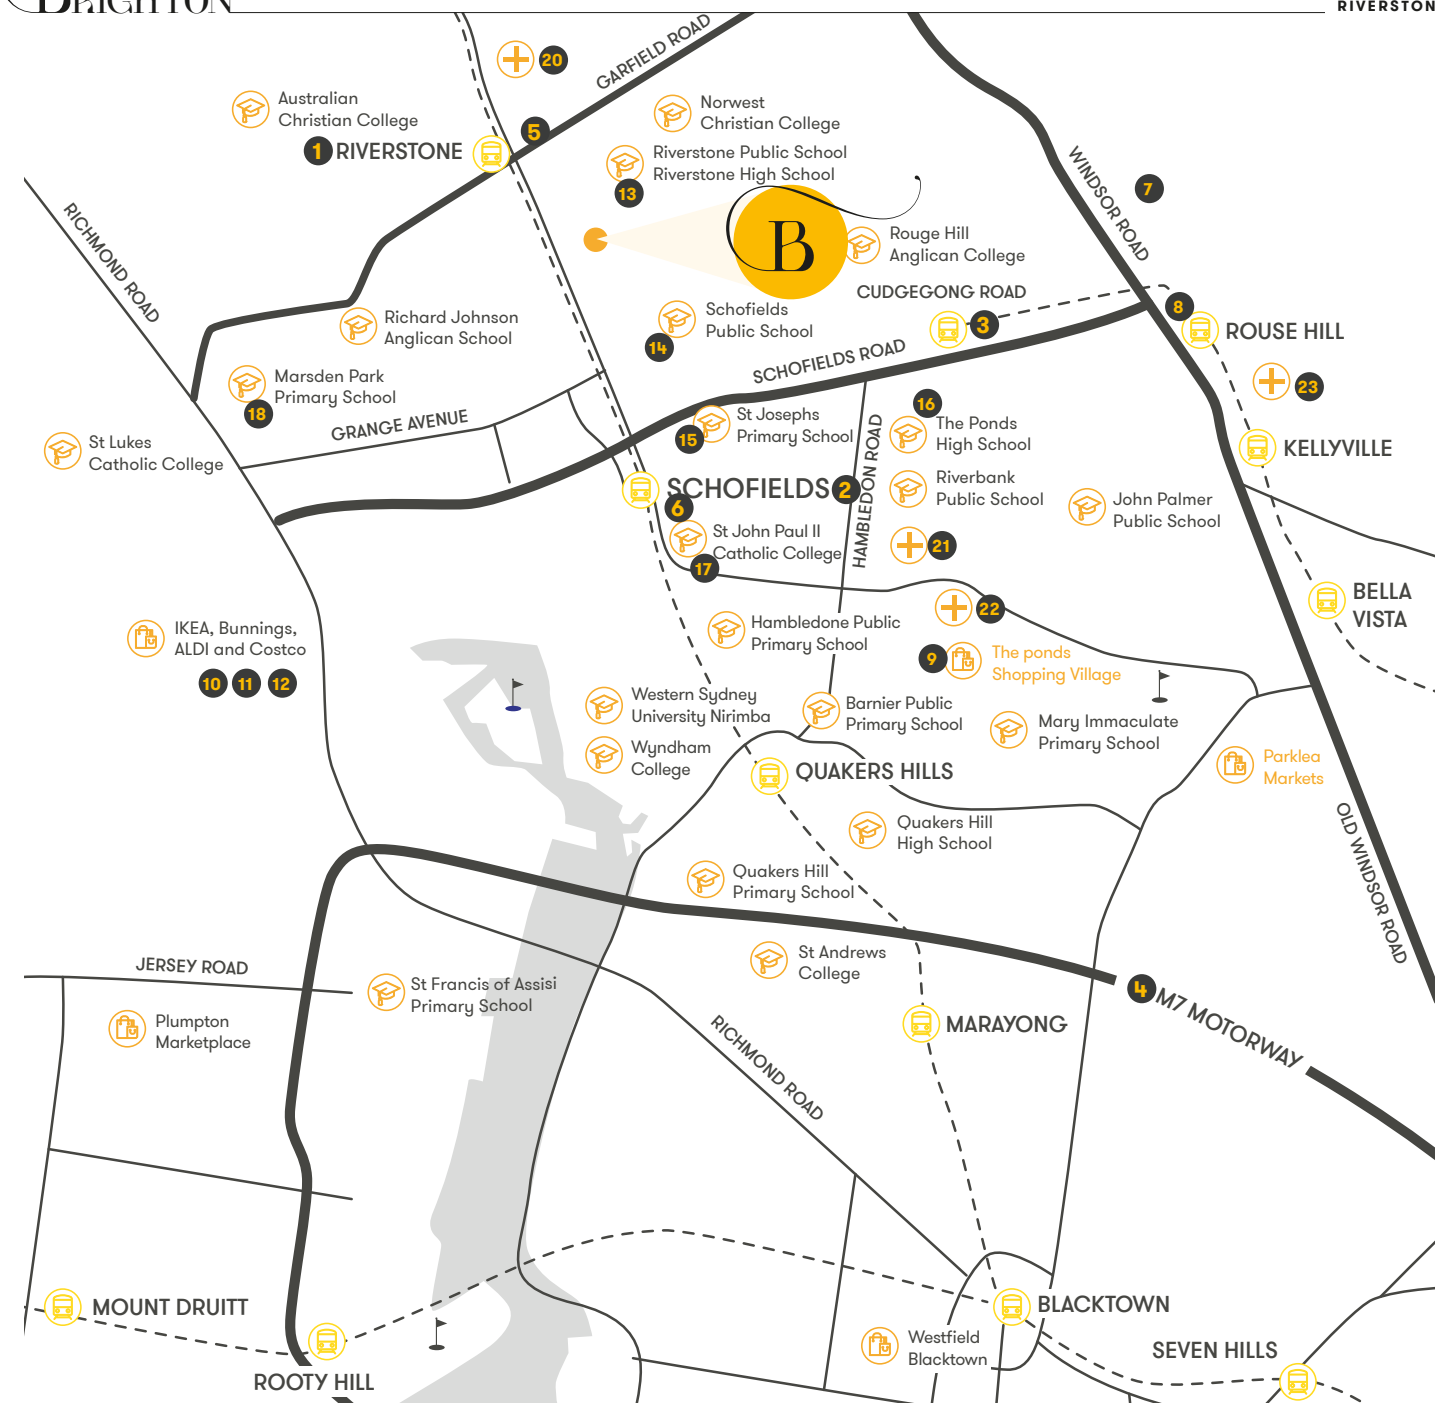 BRIGHTON
RIVERSTON
20
GARFIELD ROAD
Australian
Christian College
Norwest
Christian College
5
1 RIVERSTONE
Riverstone Public School
Riverstone High School
13
WINDSOR ROAD
7
RICHMOND ROAD
B
Rouge Hill
Anglican College
CUDGEGONG ROAD
3
8
ROUSE HILL
Richard Johnson
Anglican School
Schofields
Public School
14
SCHOFIELDS ROAD
23
Marsden Park
Primary School
18
GRANGE AVENUE
St Josephs
Primary School
15
HAMBLEDON ROAD
16
The Ponds
High School
KELLYVILLE
St Lukes
Catholic College
SCHOFIELDS 2
6
Riverbank
Public School
John Palmer
Public School
St John Paul II
Catholic College
17
21
22
BELLA
VISTA
IKEA, Bunnings,
ALDI and Costco
10 11 12
Hambledone Public
Primary School
9
The ponds
Shopping Village
Western Sydney
University Nirimba
Barnier Public
Primary School
Mary Immaculate
Primary School
Wyndham
College
QUAKERS HILLS
Parklea
Markets
Quakers Hill
High School
OLD WINDSOR ROAD
Quakers Hill
Primary School
St Andrews
College
JERSEY ROAD
St Francis of Assisi
Primary School
4 M7 MOTORWAY
Plumpton
Marketplace
MARAYONG
RICHMOND ROAD
MOUNT DRUITT
BLACKTOWN
Westfield
Blacktown
SEVEN HILLS
ROOTY HILL